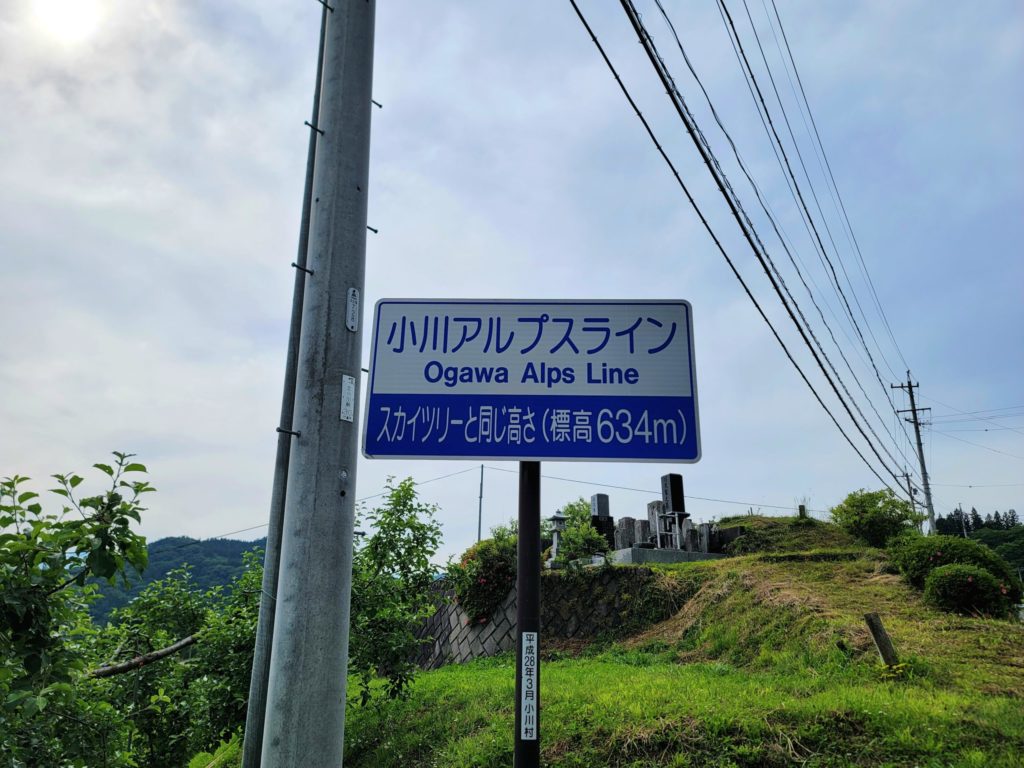 小川アルプスライン
Ogawa Alps Line
スカイツリーと同じ高さ(標高634m)
平成28年3月 小川村